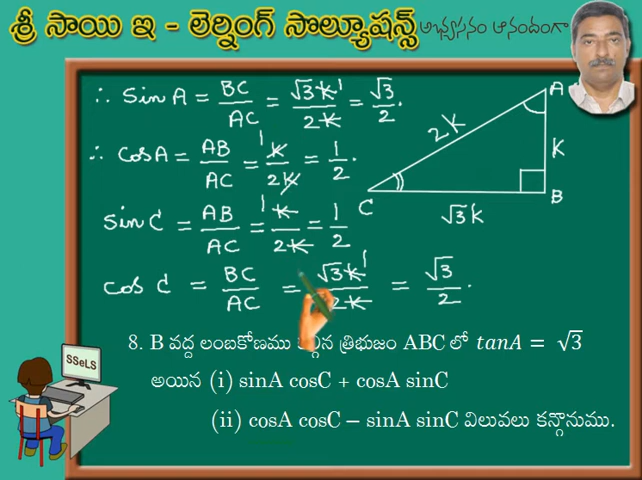 శ్రీ సాయి ఇ - లెర్నింగ్ సొల్యూషన్స్ అభ్యసనం ఆనందంగా
∴ Sin A = BC/AC = √3k/2k = √3/2.
∴ Cos A = AB/AC = k/2k = 1/2.
Sin C = AB/AC = k/2k = 1/2
Cos C = BC/AC = √3k/2k = √3/2.
A
2k
k
C
B
√3k
8. B వద్ద లంబకోణము కల్గిన త్రిభుజం ABC లో tanA = √3
అయిన (i) sinA cosC + cosA sinC
(ii) cosA cosC – sinA sinC విలువలు కన్గొనుము.
SSeLS